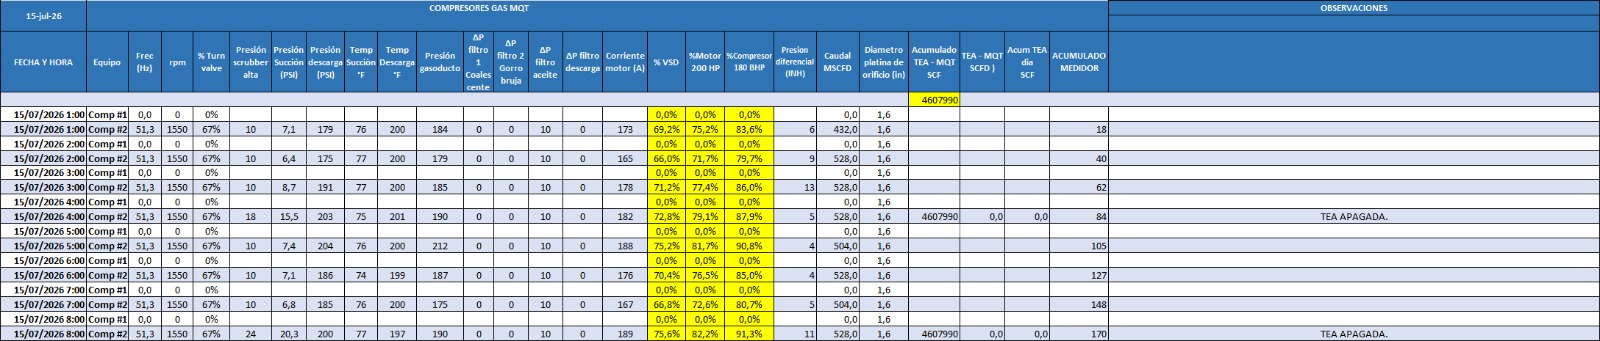 15-jul-26 COMPRESORES GAS MQT OBSERVACIONES
FECHA Y HORA Equipo Frec (Hz) rpm % Turn valve Presión scrubber alta Presión Succión (PSI) Presión descarga (PSI) Temp Succiòn °F Temp Descarga °F Presión gasoducto ΔP filtro 1 Coales cente ΔP filtro 2 Gorro bruja ΔP filtro aceite ΔP filtro descarga Corriente motor (A) % VSD %Motor 200 HP %Compresor 180 BHP Presion diferencial (INH) Caudal MSCFD Diametro platina de orificio (in) Acumulado TEA - MQT SCF TEA - MQT SCFD ) Acum TEA dia SCF ACUMULADO MEDIDOR
4607990
15/07/2026 1:00 Comp #1 0,0 0 0% 0,0% 0,0% 0,0% 0,0 1,6
15/07/2026 1:00 Comp #2 51,3 1550 67% 10 7,1 179 76 200 184 0 0 10 0 173 69,2% 75,2% 83,6% 6 432,0 1,6 18
15/07/2026 2:00 Comp #1 0,0 0 0% 0,0% 0,0% 0,0% 0,0 1,6
15/07/2026 2:00 Comp #2 51,3 1550 67% 10 6,4 175 77 200 179 0 0 10 0 165 66,0% 71,7% 79,7% 9 528,0 1,6 40
15/07/2026 3:00 Comp #1 0,0 0 0% 0,0% 0,0% 0,0% 0,0 1,6
15/07/2026 3:00 Comp #2 51,3 1550 67% 10 8,7 191 77 200 185 0 0 10 0 178 71,2% 77,4% 86,0% 13 528,0 1,6 62
15/07/2026 4:00 Comp #1 0,0 0 0% 0,0% 0,0% 0,0% 0,0 1,6
15/07/2026 4:00 Comp #2 51,3 1550 67% 18 15,5 203 75 201 190 0 0 10 0 182 72,8% 79,1% 87,9% 5 528,0 1,6 4607990 0,0 0,0 84 TEA APAGADA.
15/07/2026 5:00 Comp #1 0,0 0 0% 0,0% 0,0% 0,0% 0,0 1,6
15/07/2026 5:00 Comp #2 51,3 1550 67% 10 7,4 204 76 200 212 0 0 10 0 188 75,2% 81,7% 90,8% 4 504,0 1,6 105
15/07/2026 6:00 Comp #1 0,0 0 0% 0,0% 0,0% 0,0% 0,0 1,6
15/07/2026 6:00 Comp #2 51,3 1550 67% 10 7,1 186 74 199 187 0 0 10 0 176 70,4% 76,5% 85,0% 4 528,0 1,6 127
15/07/2026 7:00 Comp #1 0,0 0 0% 0,0% 0,0% 0,0% 0,0 1,6
15/07/2026 7:00 Comp #2 51,3 1550 67% 10 6,8 185 76 200 175 0 0 10 0 167 66,8% 72,6% 80,7% 5 504,0 1,6 148
15/07/2026 8:00 Comp #1 0,0 0 0% 0,0% 0,0% 0,0% 0,0 1,6
15/07/2026 8:00 Comp #2 51,3 1550 67% 24 20,3 200 77 197 190 0 0 10 0 189 75,6% 82,2% 91,3% 11 528,0 1,6 4607990 0,0 0,0 170 TEA APAGADA.